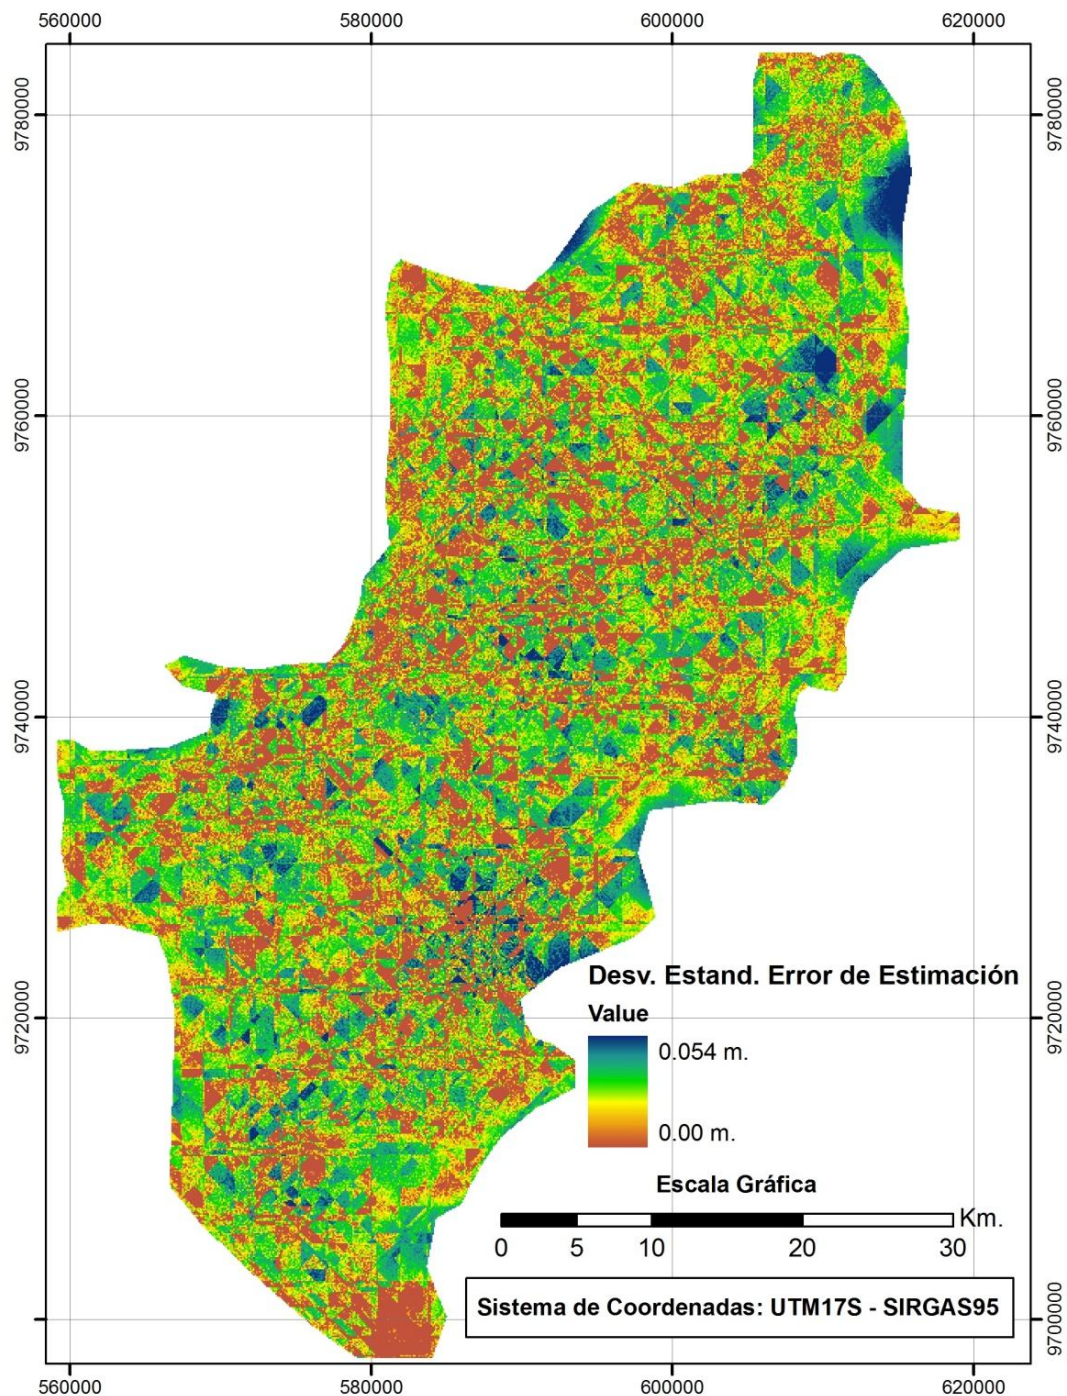 560000 580000 600000 620000
9780000 9780000
9760000 9760000
9740000 9740000
Desv. Estand. Error de Estimación
Value
9720000 9720000
0.054 m.
0.00 m.
Escala Gráfica
Km.
0 5 10 20 30
Sistema de Coordenadas: UTM17S - SIRGAS95
9700000 9700000
560000 580000 600000 620000